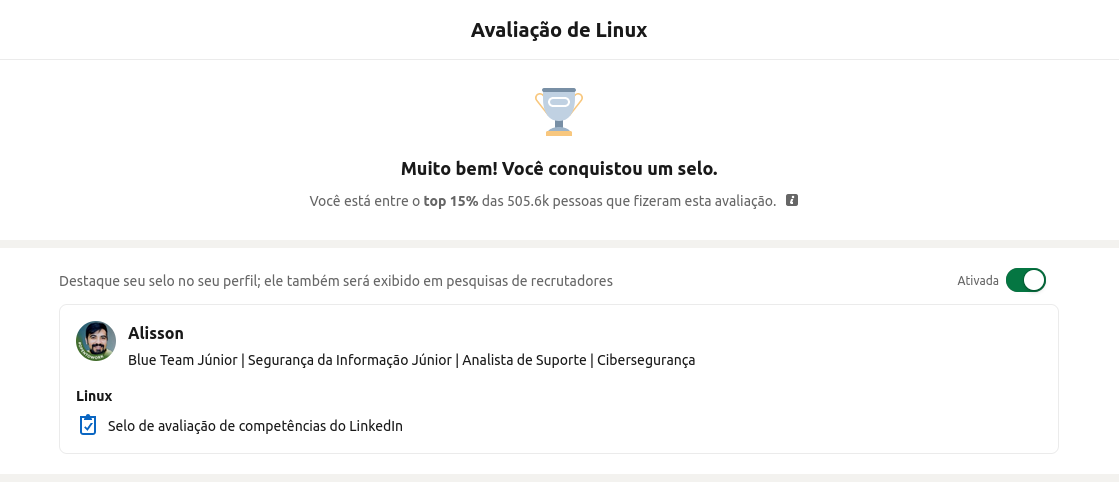 Avaliação de Linux
Muito bem! Você conquistou um selo.
Você está entre o top 15% das 505.6k pessoas que fizeram esta avaliação.
Destaque seu selo no seu perfil; ele também será exibido em pesquisas de recrutadores
Ativada
Alisson
Blue Team Júnior | Segurança da Informação Júnior | Analista de Suporte | Cibersegurança
Linux
Selo de avaliação de competências do LinkedIn